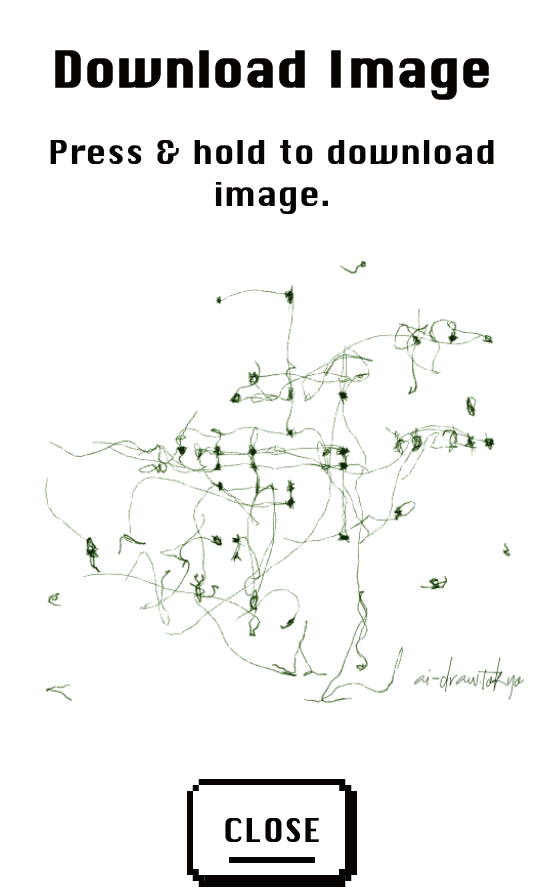 Download Image
Press & hold to download
image.
ai-draw.tokyo
CLOSE